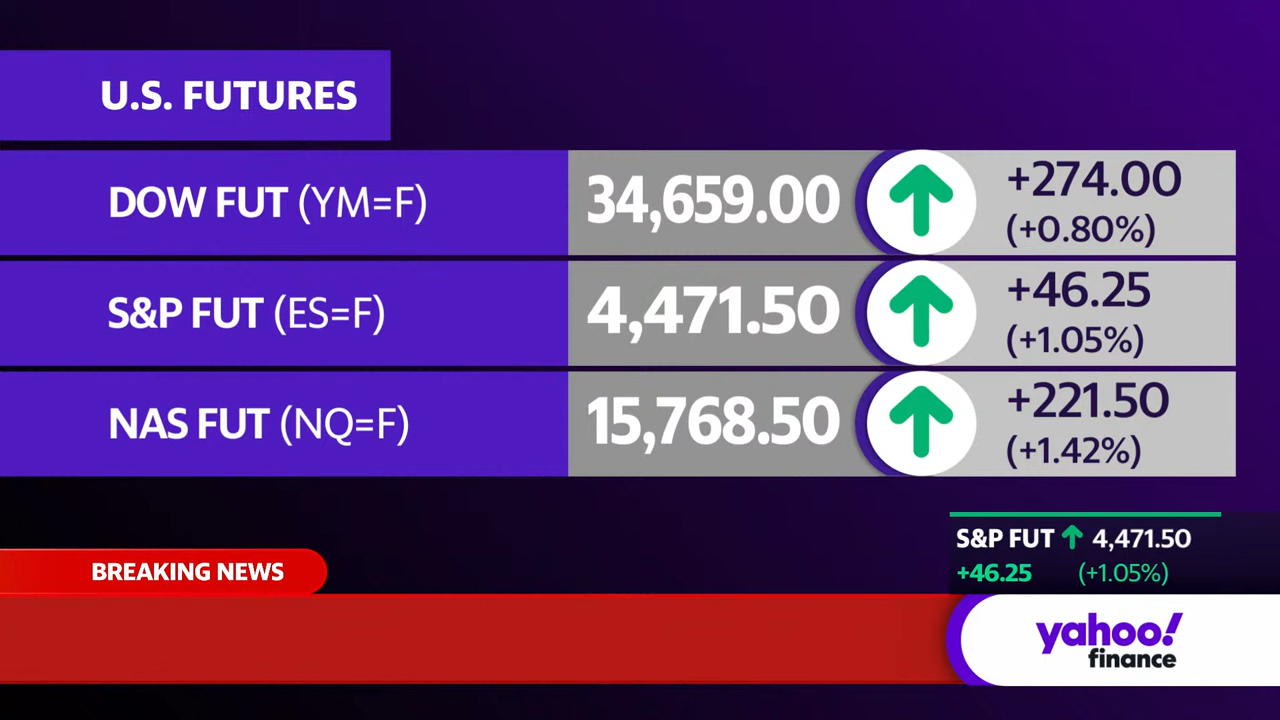 U.S. FUTURES
DOW FUT (YM=F) 34,659.00 +274.00
(+0.80%)
S&P FUT (ES=F) 4,471.50 +46.25
(+1.05%)
NAS FUT (NQ=F) 15,768.50 +221.50
(+1.42%)
S&P FUT 4,471.50
+46.25 (+1.05%)
BREAKING NEWS
yahoo!
finance